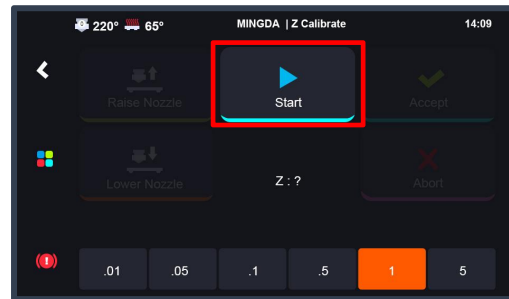 220° 65° MINGDA | Z Calibrate 14:09
Raise Nozzle Start Accept
Lower Nozzle Z : ? Abort
.01 .05 .1 .5 1 5